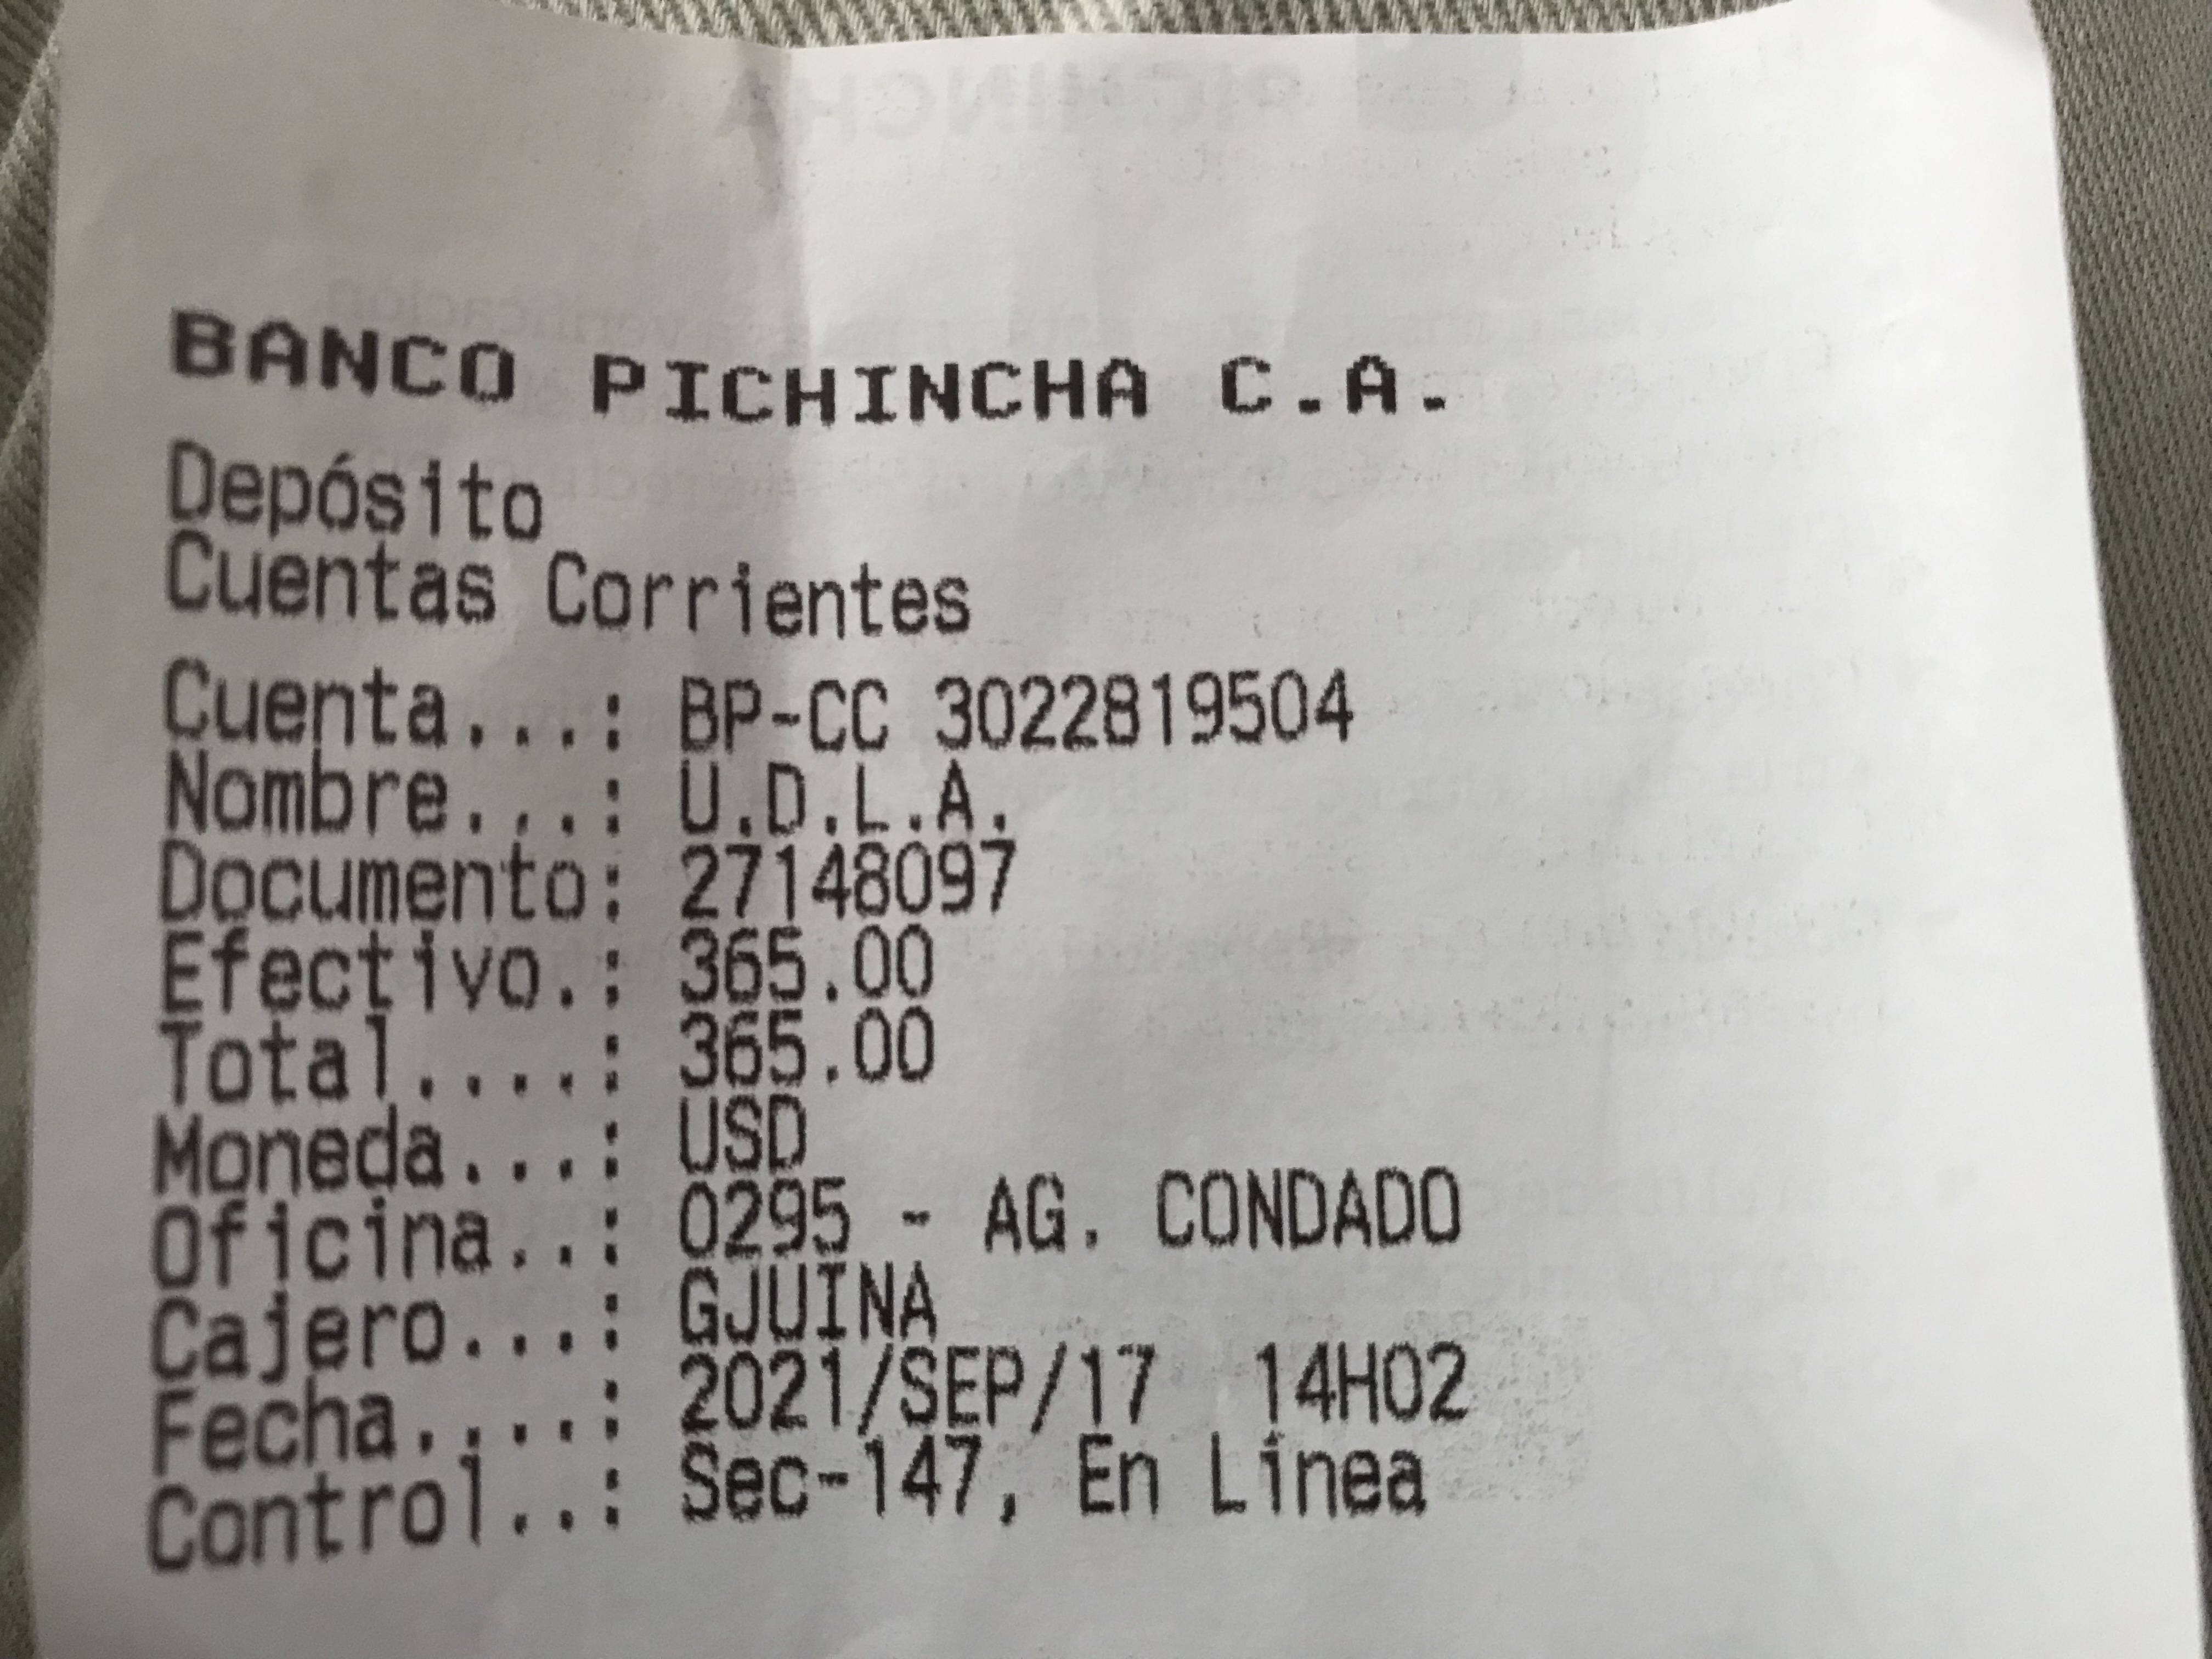 BANCO PICHINCHA C.A.
Depósito
Cuentas Corrientes
Cuenta...: BP-CC 3022819504
Nombre...: U.D.L.A.
Documento: 27148097
Efectivo.: 365.00
Total....: 365.00
Moneda...: USD
Oficina..: 0295 - AG. CONDADO
Cajero...: GJUINA
Fecha....: 2021/SEP/17 14H02
Control..: Sec-147, En Línea